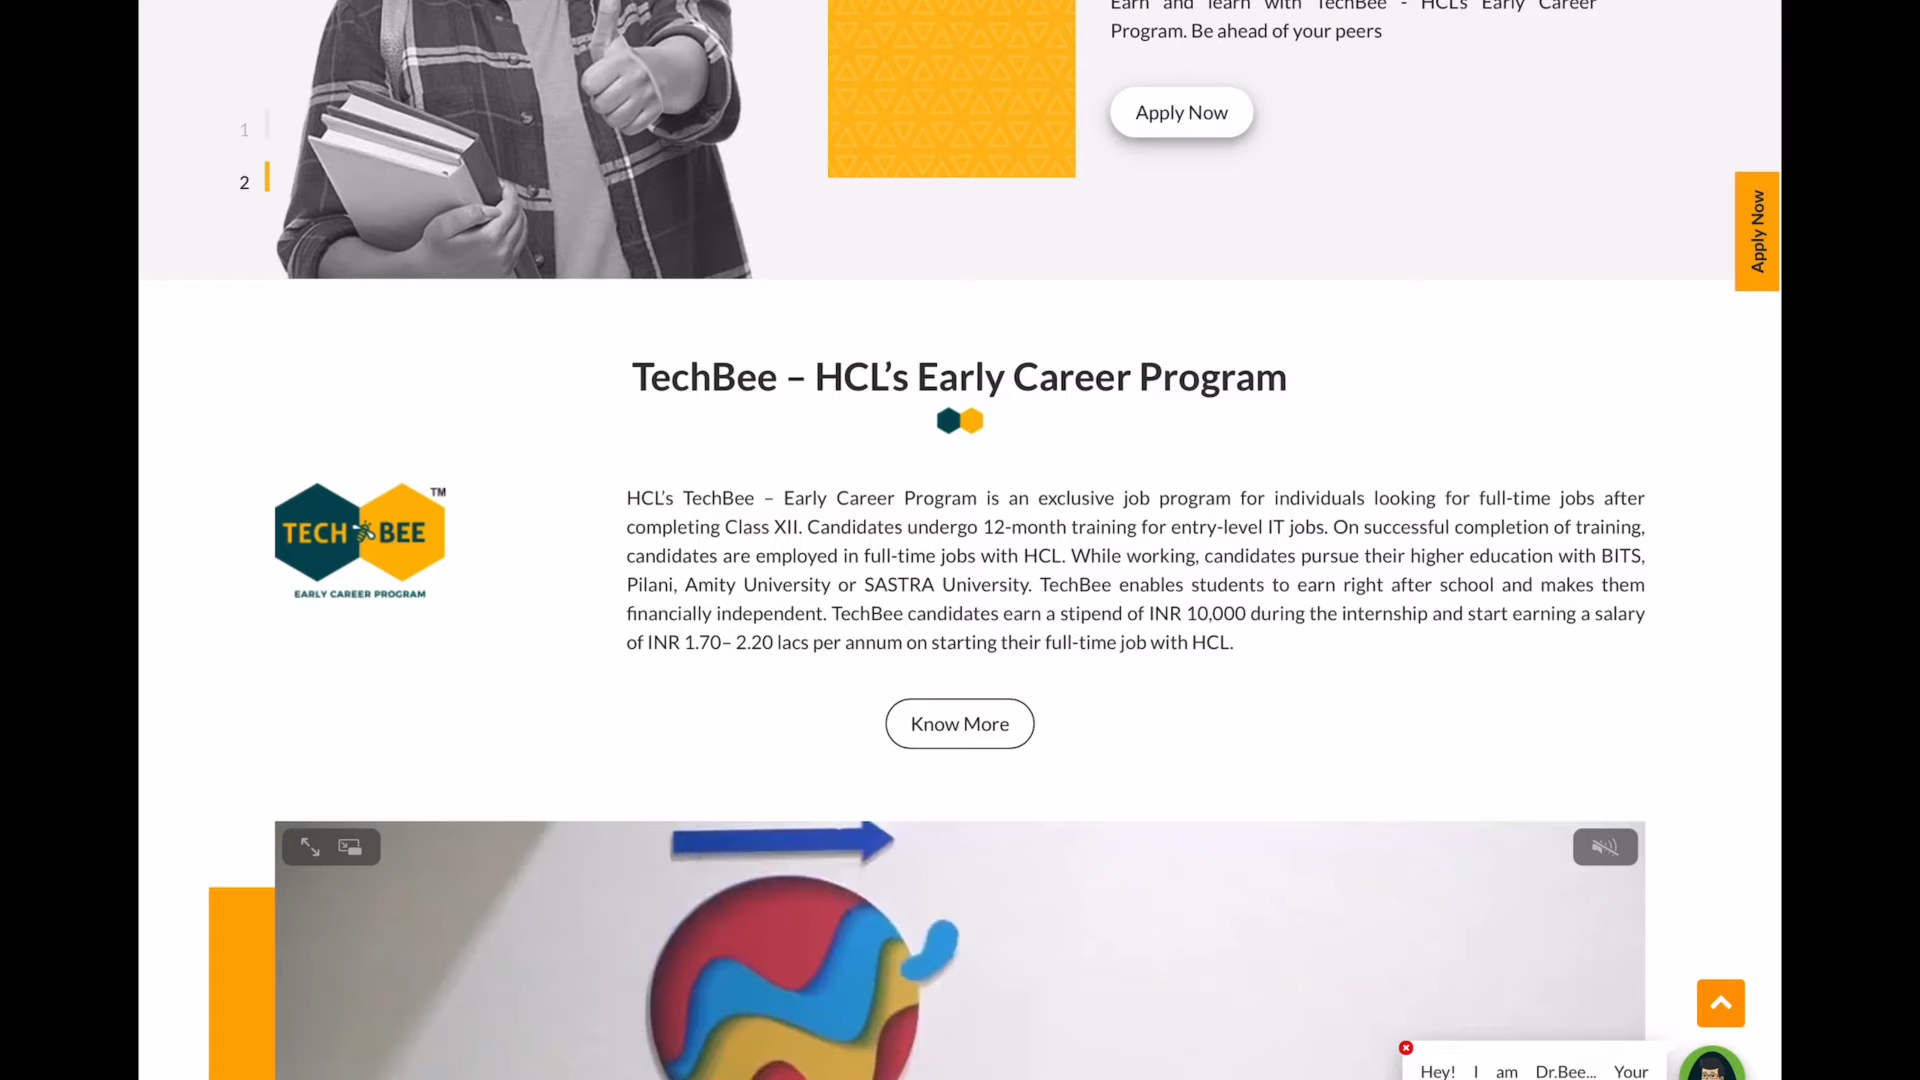 Earn and learn with TechBee - HCL's Early Career
Program. Be ahead of your peers
Apply Now
1
2
Apply Now
TechBee – HCL’s Early Career Program
TECH BEE TM
EARLY CAREER PROGRAM
HCL’s TechBee – Early Career Program is an exclusive job program for individuals looking for full-time jobs after
completing Class XII. Candidates undergo 12-month training for entry-level IT jobs. On successful completion of training,
candidates are employed in full-time jobs with HCL. While working, candidates pursue their higher education with BITS,
Pilani, Amity University or SASTRA University. TechBee enables students to earn right after school and makes them
financially independent. TechBee candidates earn a stipend of INR 10,000 during the internship and start earning a salary
of INR 1.70– 2.20 lacs per annum on starting their full-time job with HCL.
Know More
Hey! I am Dr.Bee... Your